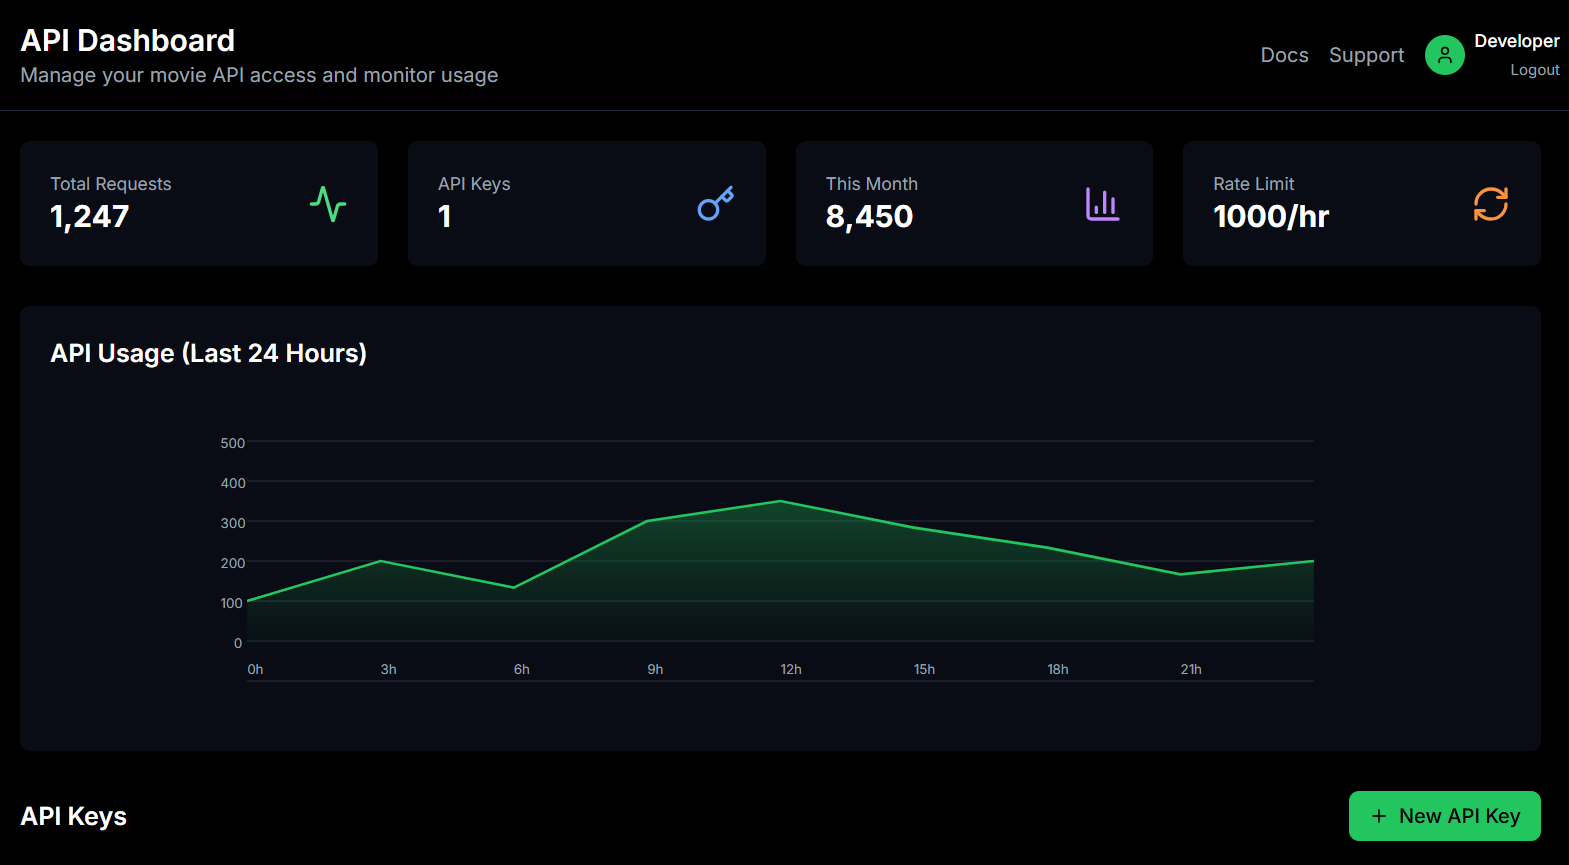 API Dashboard
Manage your movie API access and monitor usage
Docs
Support
Developer
Logout
Total Requests
1,247
API Keys
1
This Month
8,450
Rate Limit
1000/hr
API Usage (Last 24 Hours)
500
400
300
200
100
0
0h 3h 6h 9h 12h 15h 18h 21h
API Keys
+ New API Key